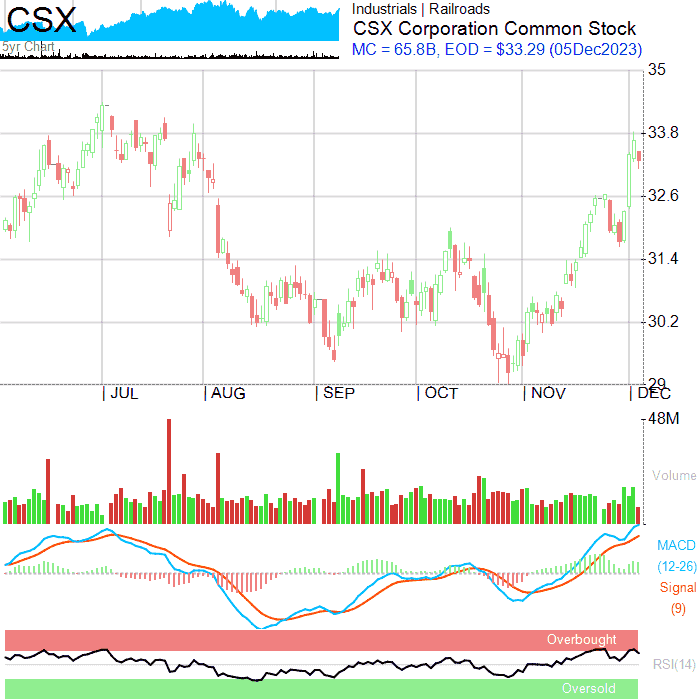 CSX
5yr Chart
Industrials | Railroads
CSX Corporation Common Stock
MC = 65.8B, EOD = $33.29 (05Dec2023)
35
33.8
32.6
31.4
30.2
29
JUL
AUG
SEP
OCT
NOV
DEC
48M
Volume
MACD
(12-26)
Signal
(9)
Overbought
RSI(14)
Oversold